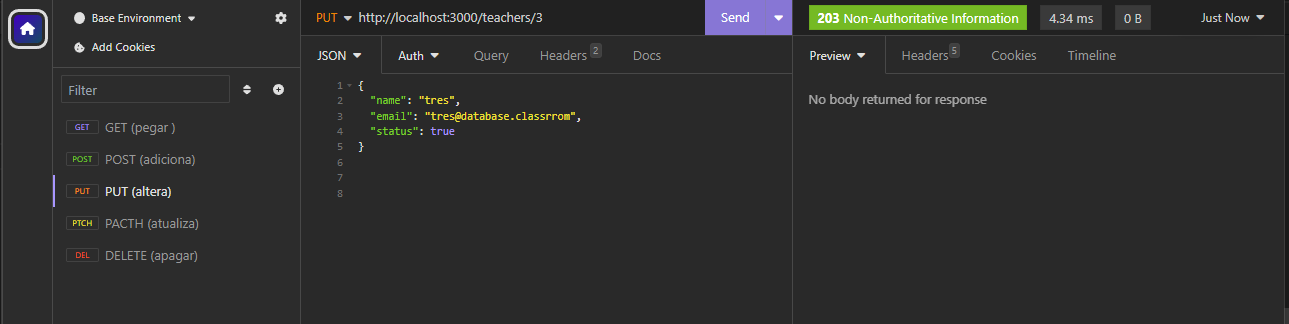 Base Environment
Add Cookies
Filter
GET GET (pegar )
POST POST (adiciona)
PUT PUT (altera)
PTCH PACTH (atualiza)
DEL DELETE (apagar)
PUT http://localhost:3000/teachers/3 Send
JSON Auth Query Headers 2 Docs
1 {
2 "name": "tres",
3 "email": "tres@database.classrrom",
4 "status": true
5 }
6
7
8
203 Non-Authoritative Information 4.34 ms 0 B Just Now
Preview Headers 5 Cookies Timeline
No body returned for response